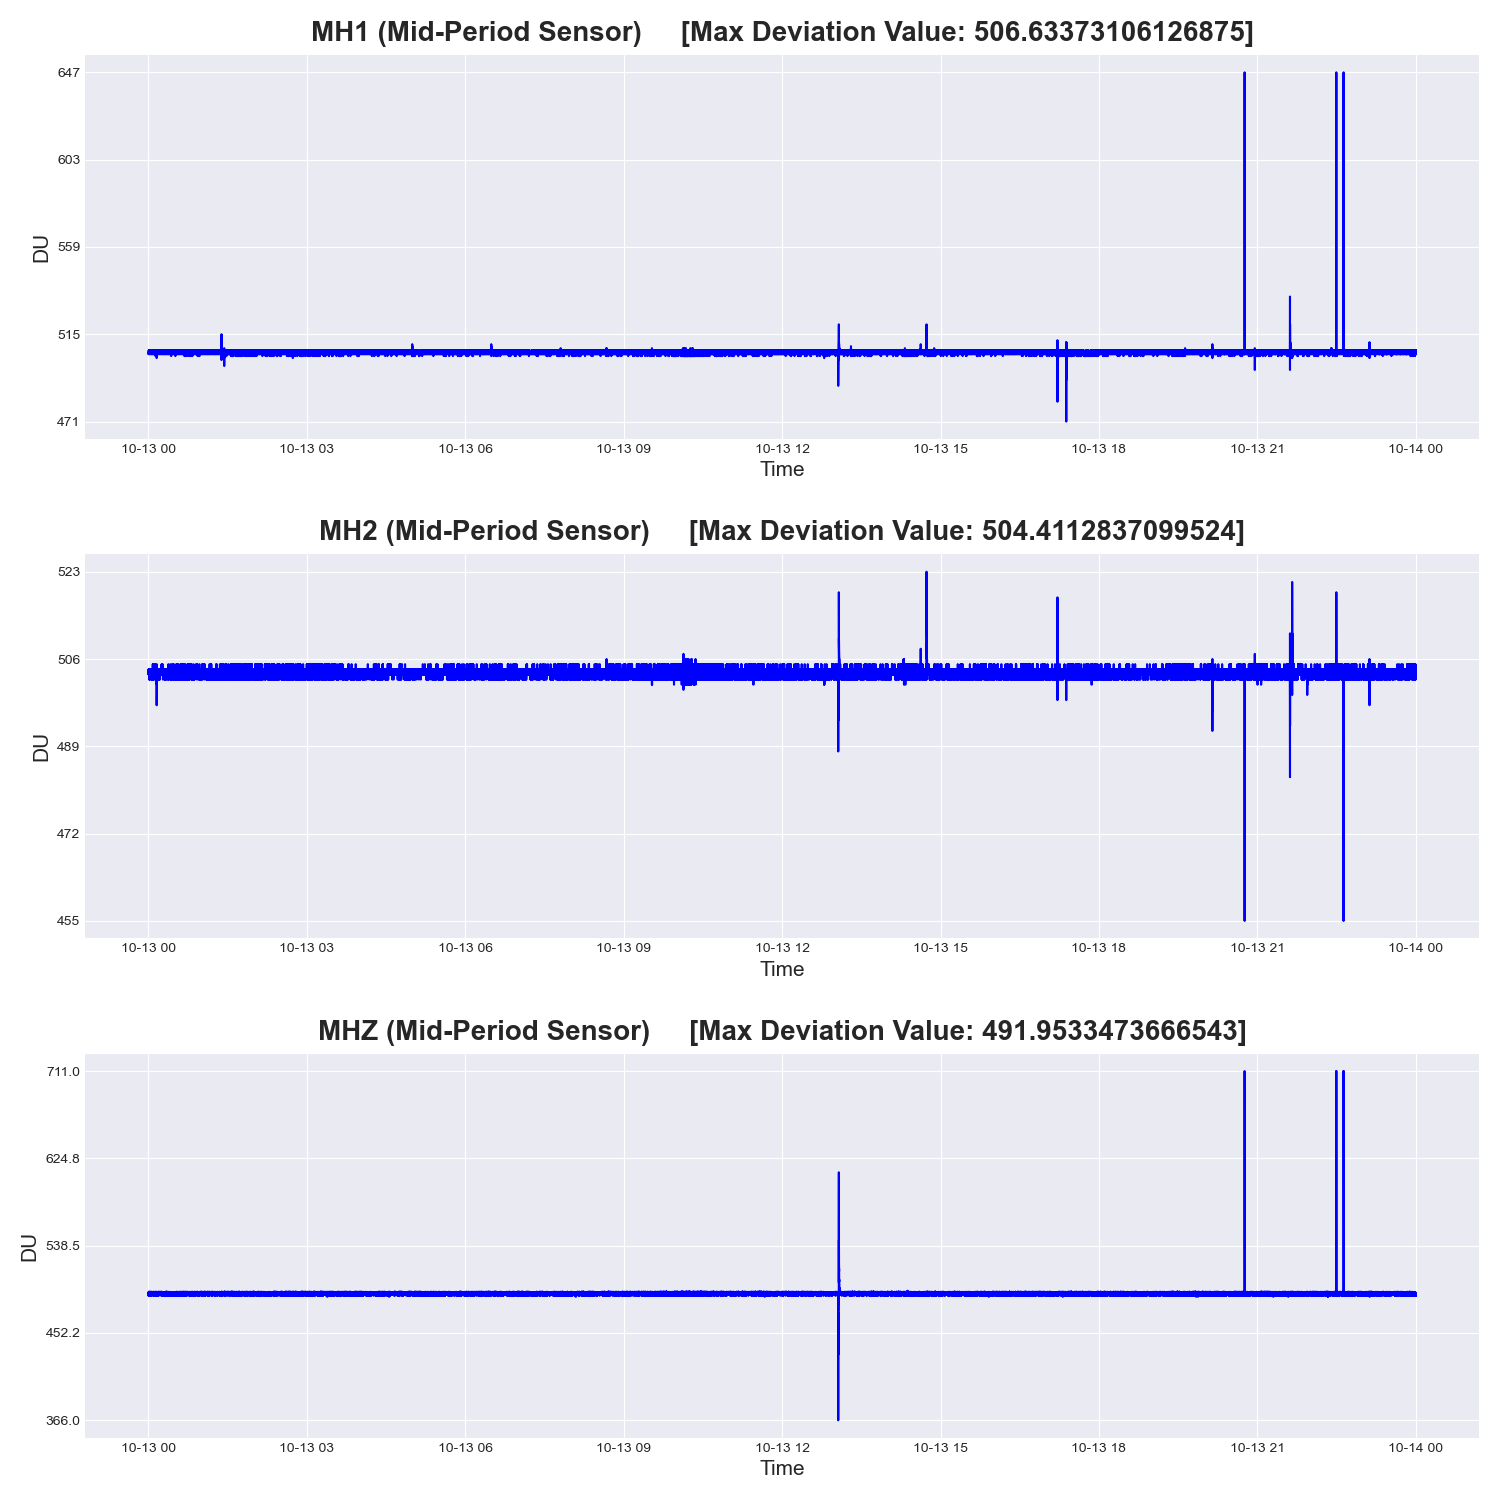 MH1 (Mid-Period Sensor) [Max Deviation Value: 506.63373106126875]
647
603
559
515
471
DU
10-13 00 10-13 03 10-13 06 10-13 09 10-13 12 10-13 15 10-13 18 10-13 21 10-14 00
Time
MH2 (Mid-Period Sensor) [Max Deviation Value: 504.4112837099524]
523
506
489
472
455
DU
10-13 00 10-13 03 10-13 06 10-13 09 10-13 12 10-13 15 10-13 18 10-13 21 10-14 00
Time
MHZ (Mid-Period Sensor) [Max Deviation Value: 491.9533473666543]
711.0
624.8
538.5
452.2
366.0
DU
10-13 00 10-13 03 10-13 06 10-13 09 10-13 12 10-13 15 10-13 18 10-13 21 10-14 00
Time